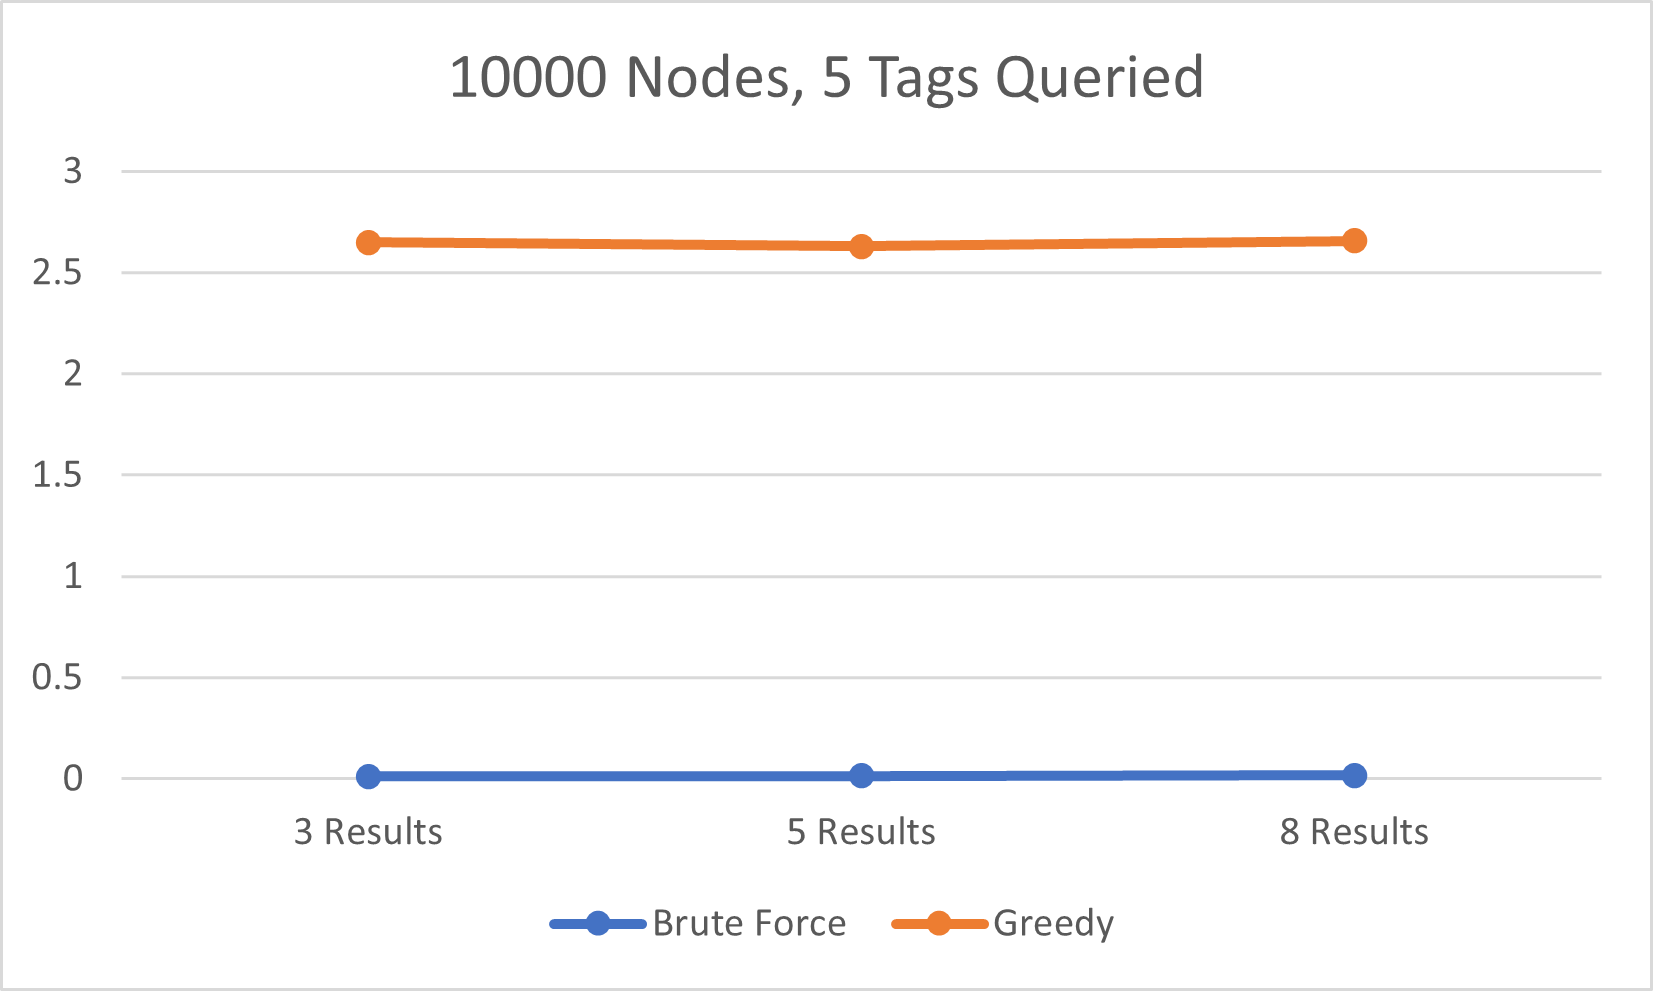 10000 Nodes, 5 Tags Queried
3
2.5
2
1.5
1
0.5
0
3 Results
5 Results
8 Results
Brute Force
Greedy